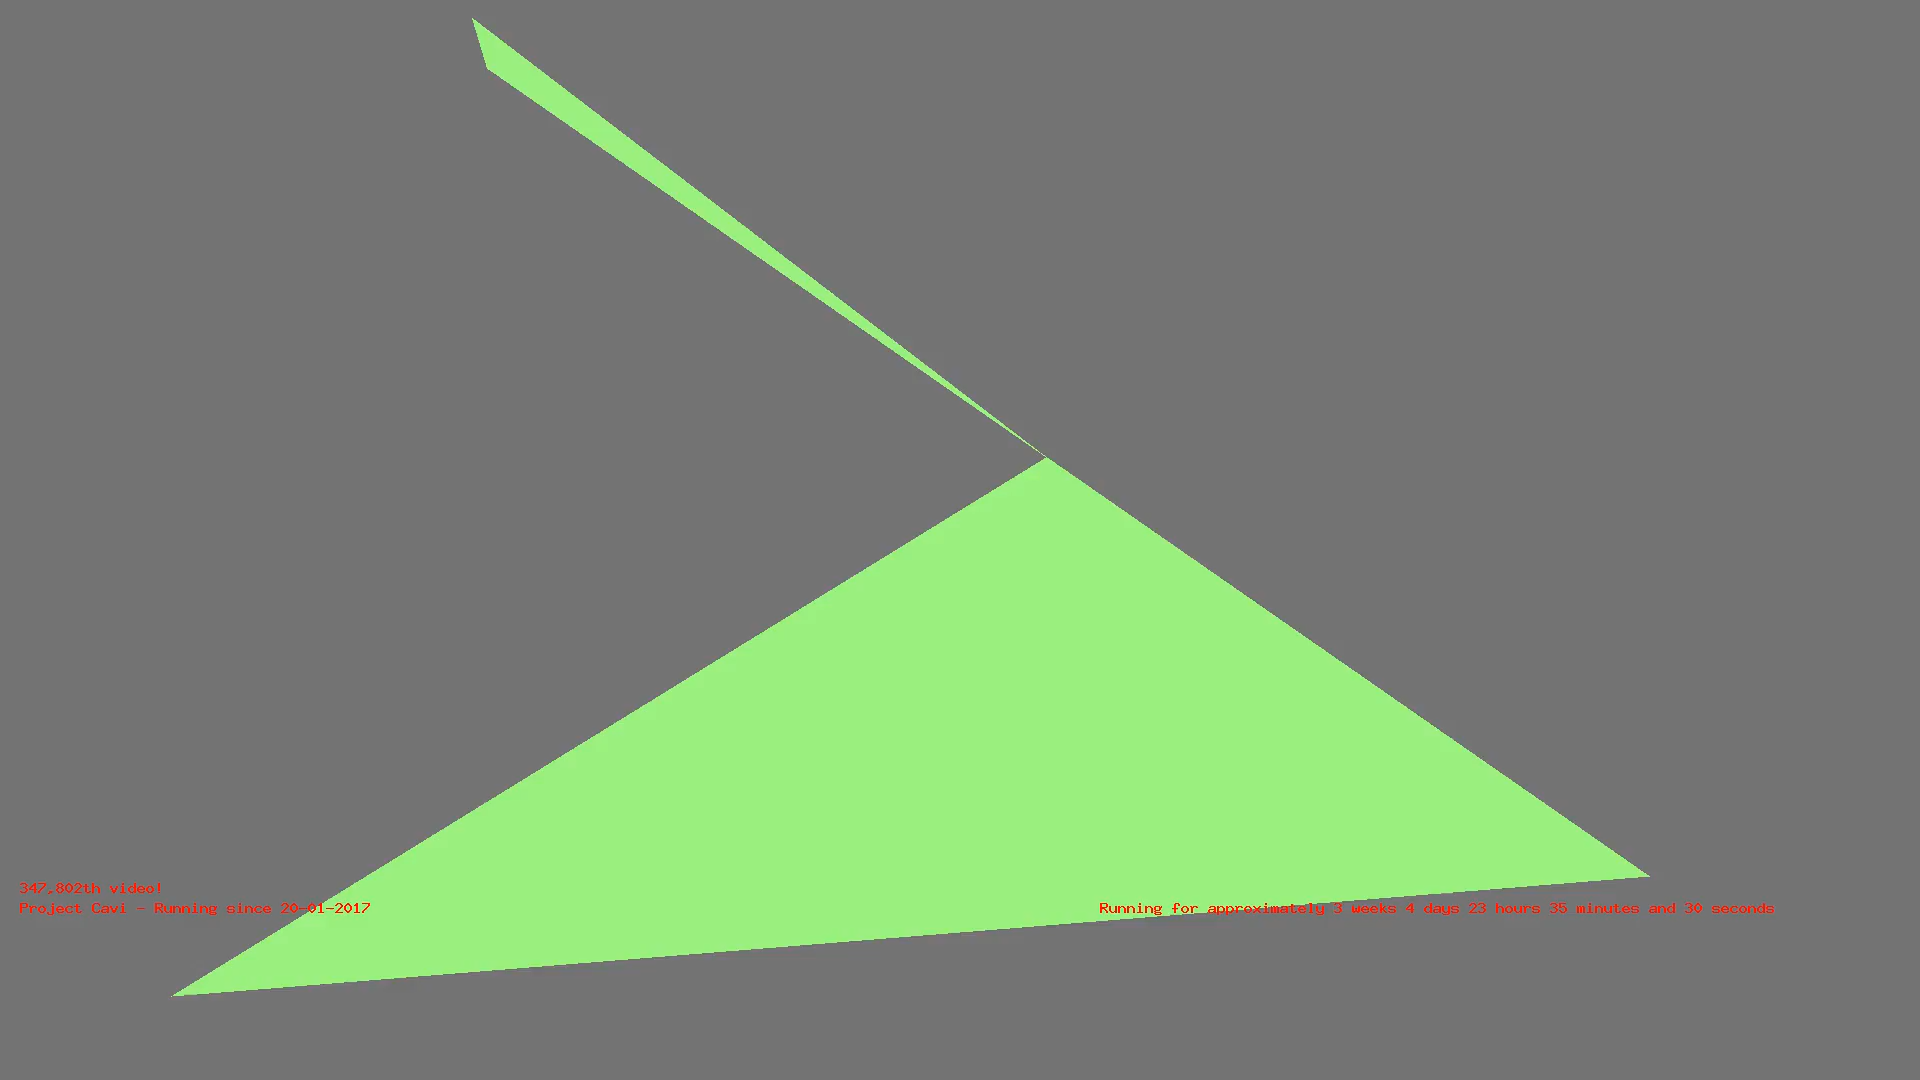 347,802th video!
Project Cavi - Running since 20-01-2017
Running for approximately 3 weeks 4 days 23 hours 35 minutes and 30 seconds